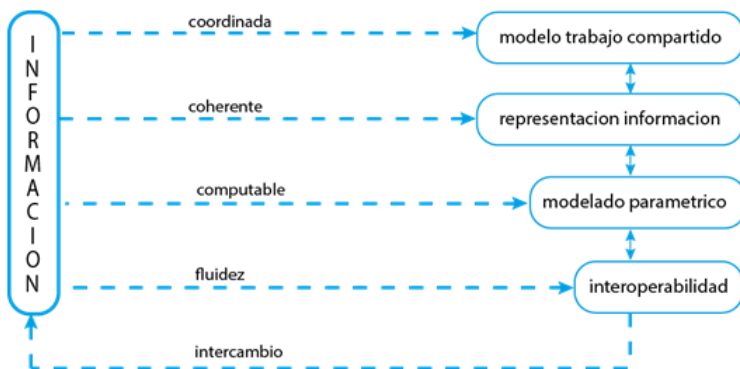 INFORMACION
coordinada
modelo trabajo compartido
coherente
representacion informacion
computable
modelado parametrico
fluidez
interoperabilidad
intercambio